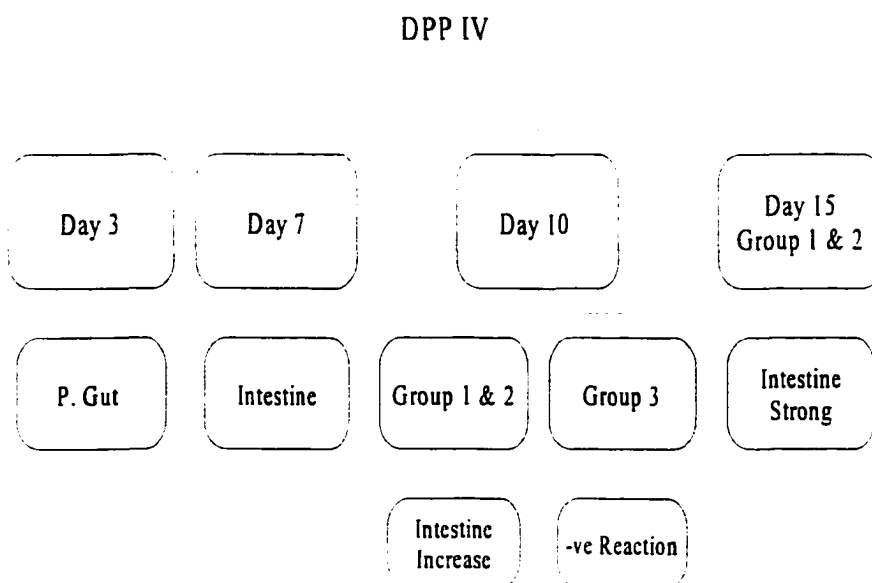 DPP IV
Day 3
Day 7
Day 10
Day 15
Group 1 & 2
P. Gut
Intestine
Group 1 & 2
Group 3
Intestine
Strong
Intestine
Increase
-ve Reaction